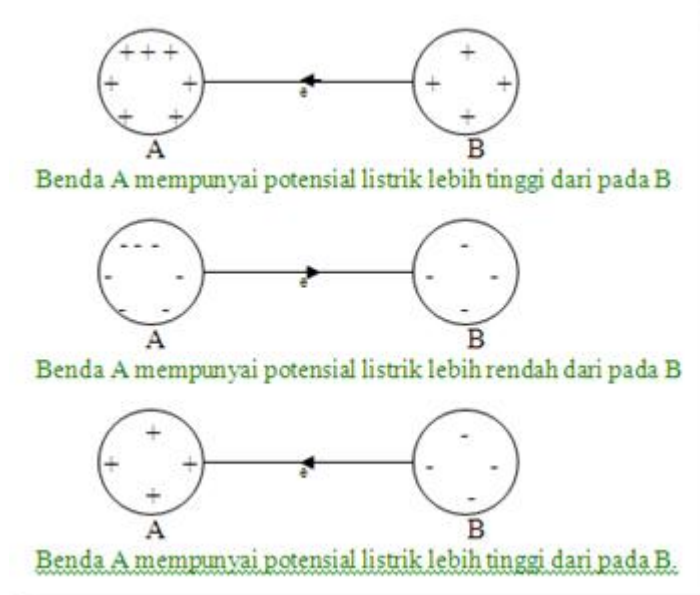 + + + + + + +
+ + + +
e
A B
Benda A mempunyai potensial listrik lebih tinggi dari pada B
- - - - - - -
- - - -
e
A B
Benda A mempunyai potensial listrik lebih rendah dari pada B
+ + + +
- - - -
e
A B
Benda A mempunyai potensial listrik lebih tinggi dari pada B.